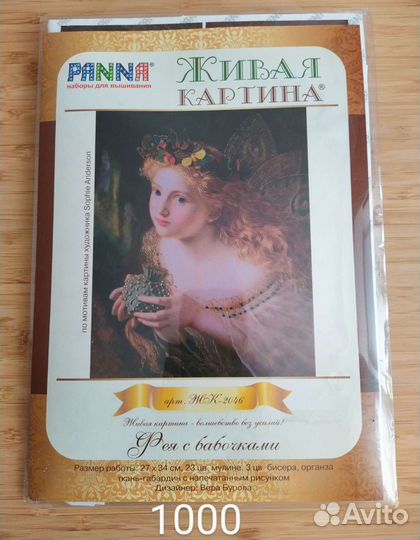 PANNA®
наборы для вышивания
ЖИВАЯ
КАРТИНА®
по мотивам картины художника Sophie Anderson
арт. ЖК-2046
Живая картина - волшебство без усилий!
Фея с бабочками
Размер работы: 27 x 34 см, 23 цв. мулине, 3 цв. бисера, органза
ткань-габардин с напечатанным рисунком
Дизайнер: Вера Бурова
1000
Avito